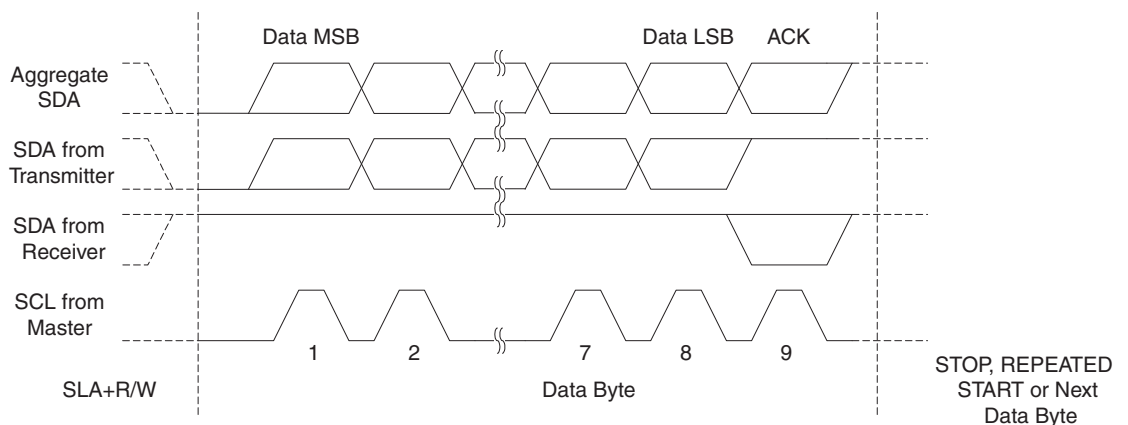 Data MSB
Data LSB
ACK
Aggregate
SDA
SDA from
Transmitter
SDA from
Receiver
SCL from
Master
1
2
7
8
9
SLA+R/W
Data Byte
STOP, REPEATED
START or Next
Data Byte